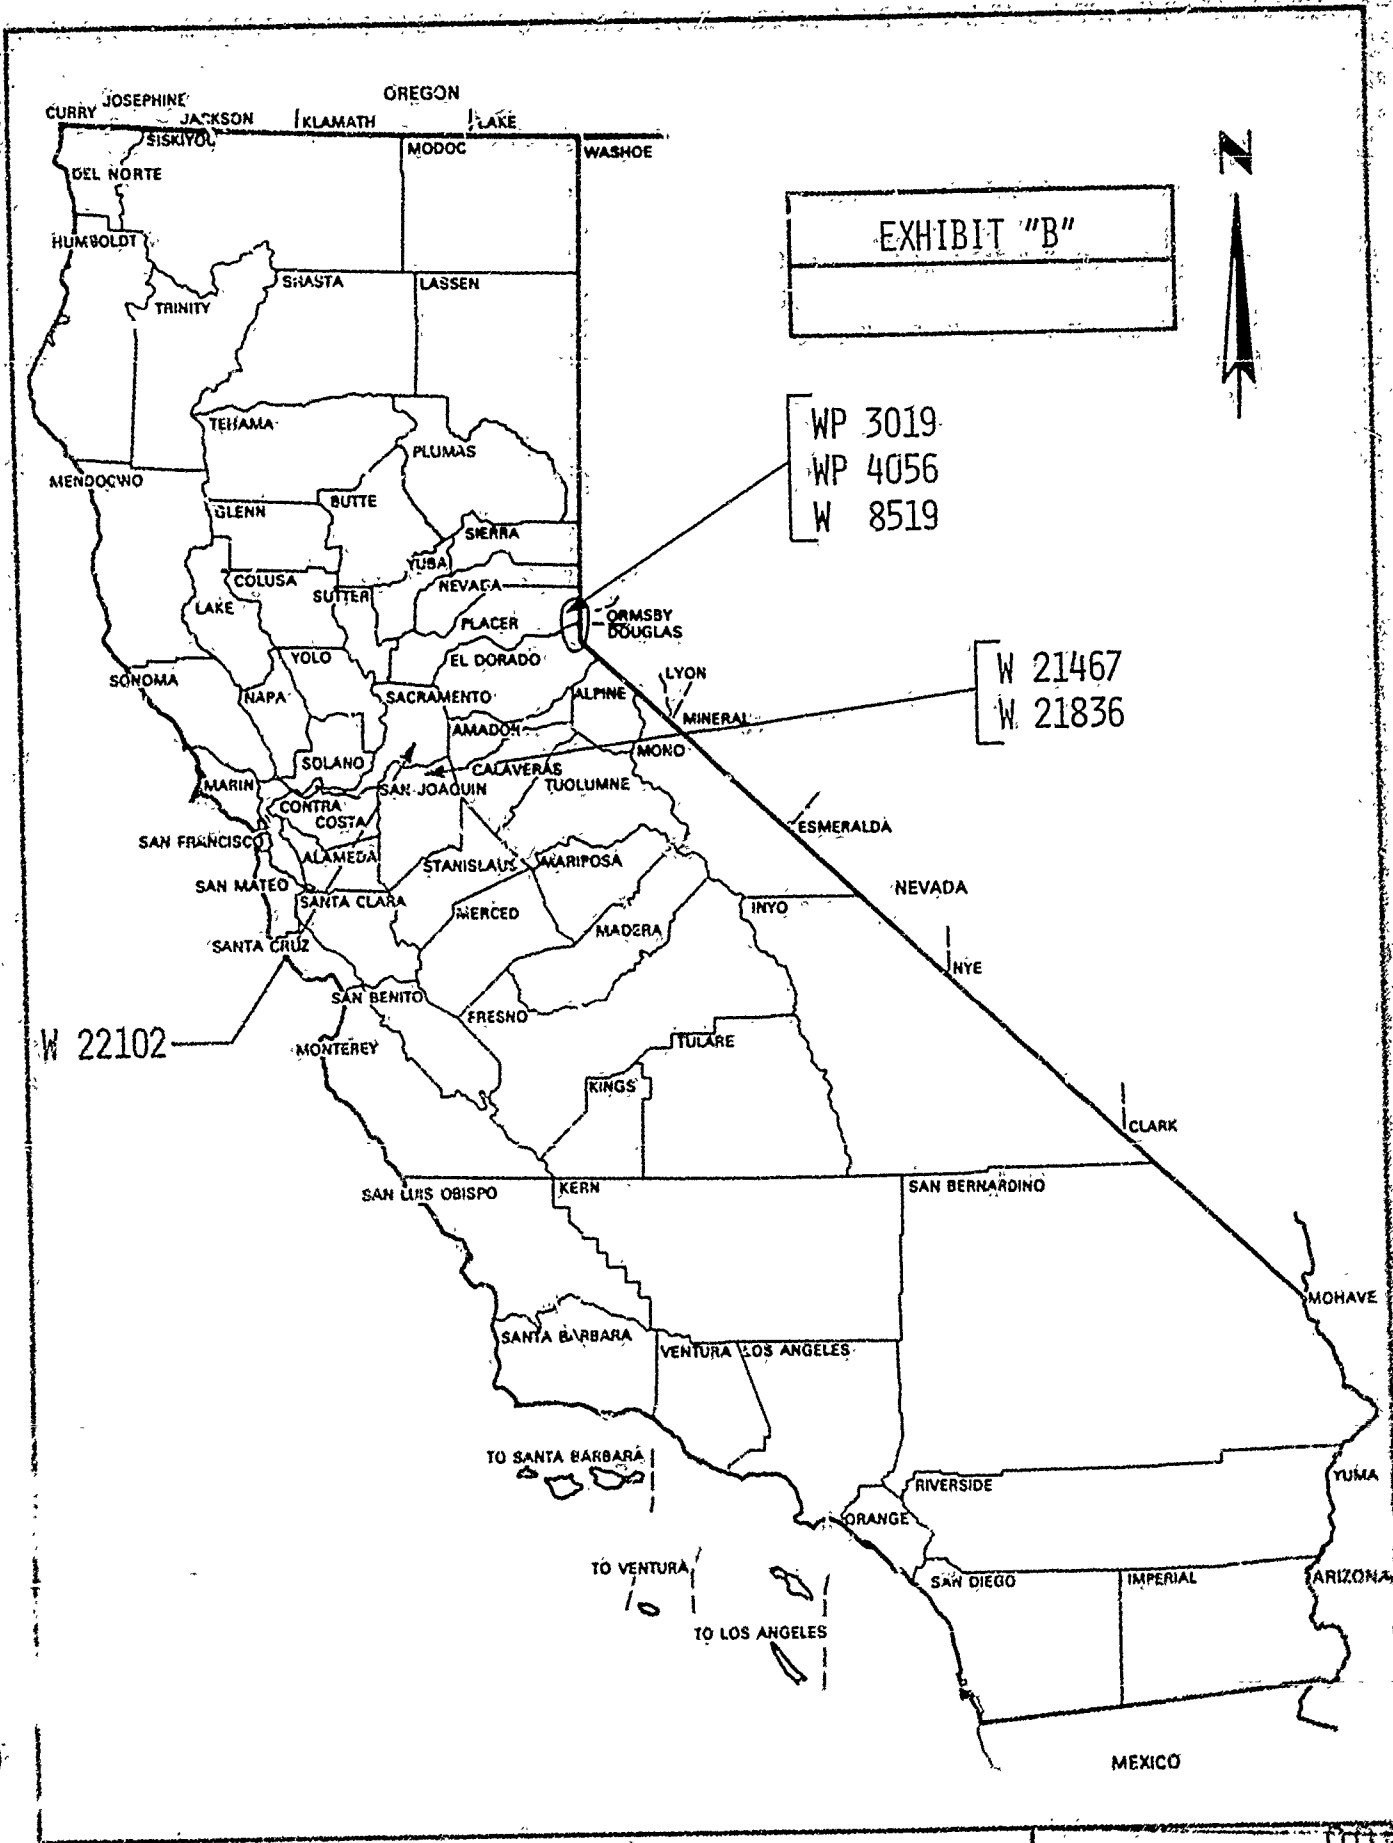 OREGON
CURRY JOSEPHINE JACKSON KLAMATH LAKE
SISKIYOU MODOC WASHOE
DEL NORTE
EXHIBIT "B"
HUMBOLDT
TRINITY SHASTA LASSEN
WP 3019
WP 4056
W 8519
TEHAMA PLUMAS
MENDOCINO
GLENN BUTTE
SIERRA
YUBA
COLUSA NEVADA
LAKE SUTTER
PLACER ORMSBY
DOUGLAS
YOLO EL DORADO
W 21467
W 21836
SONOMA NAPA SACRAMENTO ALPINE LYON
AMADOR MINERAL
MONO
SOLANO CALAVERAS
MARIN SAN JOAQUIN TUOLUMNE
CONTRA
COSTA
ESMERALDA
SAN FRANCISCO ALAMEDA
STANISLAUS MARIPOSA
SAN MATEO NEVADA
SANTA CLARA MERCED INYO
MADERA
SANTA CRUZ
NYE
SAN BENITO
FRESNO
W 22102
MONTEREY TULARE
KINGS
CLARK
SAN LUIS OBISPO KERN SAN BERNARDINO
MOHAVE
SANTA BARBARA VENTURA LOS ANGELES
TO SANTA BARBARA
RIVERSIDE YUMA
ORANGE
TO VENTURA
SAN DIEGO IMPERIAL ARIZONA
TO LOS ANGELES
MEXICO
N